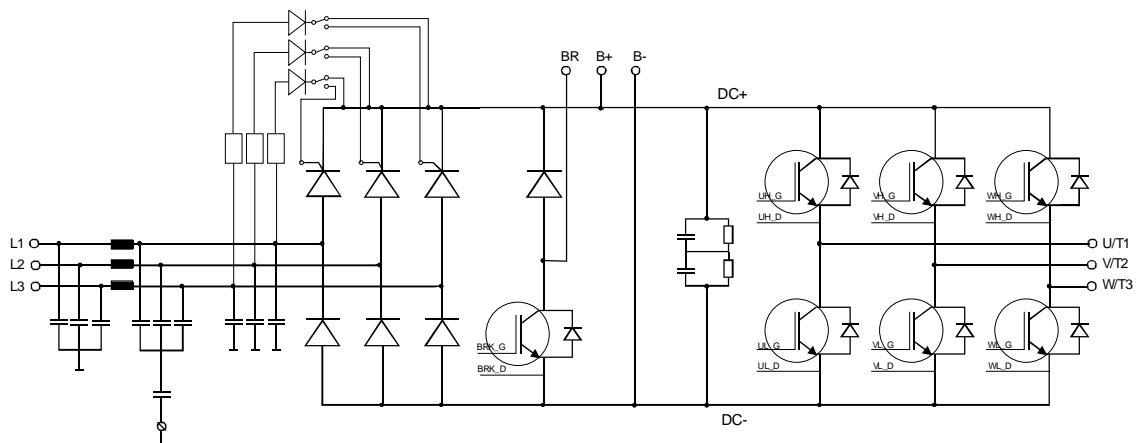 BR B+ B-
DC+
UH_G VH_G WH_G
UH_D VH_D WH_D
L1 U/T1
L2 V/T2
L3 W/T3
BRK_G UL_G VL_G WL_G
BRK_D UL_D VL_D WL_D
DC-